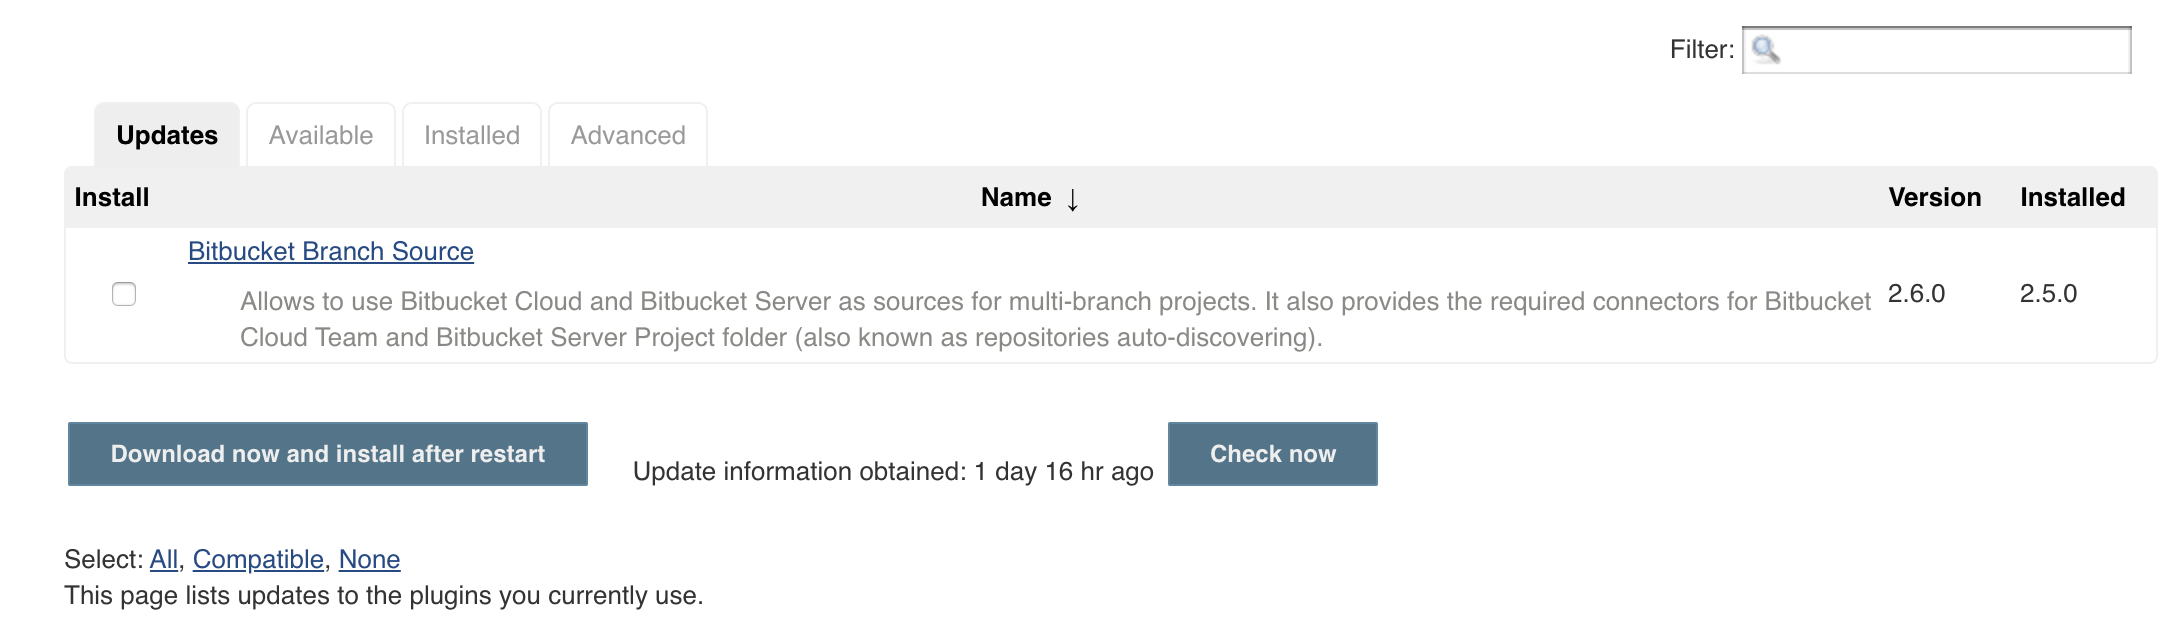 Filter:
Updates Available Installed Advanced
Install Name ↓ Version Installed
Bitbucket Branch Source
Allows to use Bitbucket Cloud and Bitbucket Server as sources for multi-branch projects. It also provides the required connectors for Bitbucket 2.6.0 2.5.0
Cloud Team and Bitbucket Server Project folder (also known as repositories auto-discovering).
Download now and install after restart Update information obtained: 1 day 16 hr ago Check now
Select: All, Compatible, None
This page lists updates to the plugins you currently use.